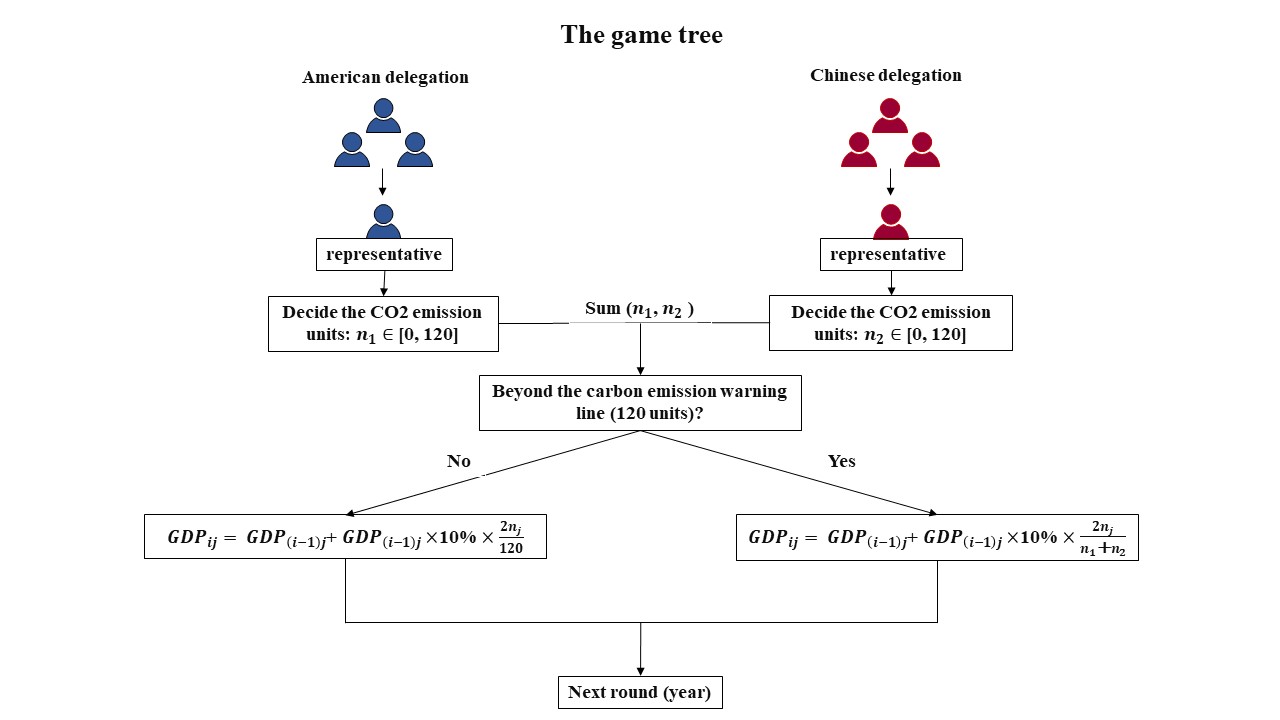 The game tree
American delegation
Chinese delegation
representative
representative
Decide the CO2 emission
units: n₁ ∈ [0, 120]
Sum (n₁, n₂ )
Decide the CO2 emission
units: n₂ ∈ [0, 120]
Beyond the carbon emission warning
line (120 units)?
No
Yes
GDPᵢⱼ = GDP₍ᵢ₋₁₎ⱼ+ GDP₍ᵢ₋₁₎ⱼ ×10% × 2nⱼ/120
GDPᵢⱼ = GDP₍ᵢ₋₁₎ⱼ+ GDP₍ᵢ₋₁₎ⱼ ×10% × 2nⱼ/n₁+n₂
Next round (year)